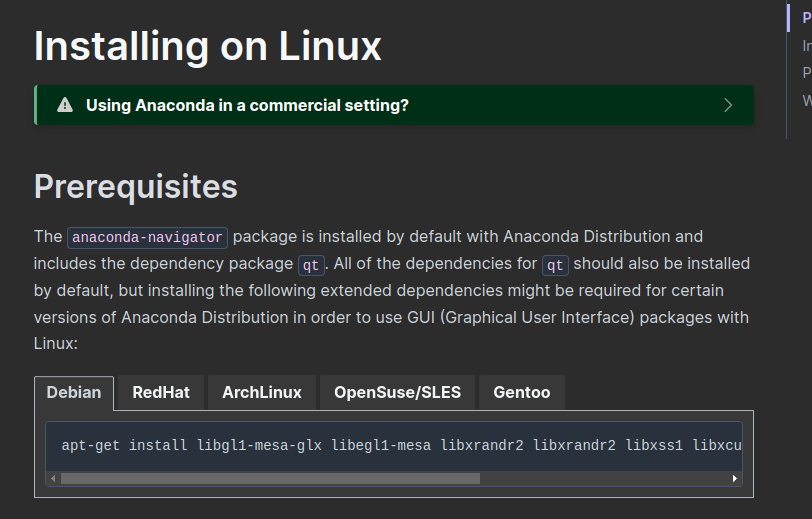 Installing on Linux
Using Anaconda in a commercial setting?
Prerequisites
The anaconda-navigator package is installed by default with Anaconda Distribution and
includes the dependency package qt. All of the dependencies for qt should also be installed
by default, but installing the following extended dependencies might be required for certain
versions of Anaconda Distribution in order to use GUI (Graphical User Interface) packages with
Linux:
Debian RedHat ArchLinux OpenSuse/SLES Gentoo
apt-get install libgl1-mesa-glx libegl1-mesa libxrandr2 libxrandr2 libxss1 libxcu